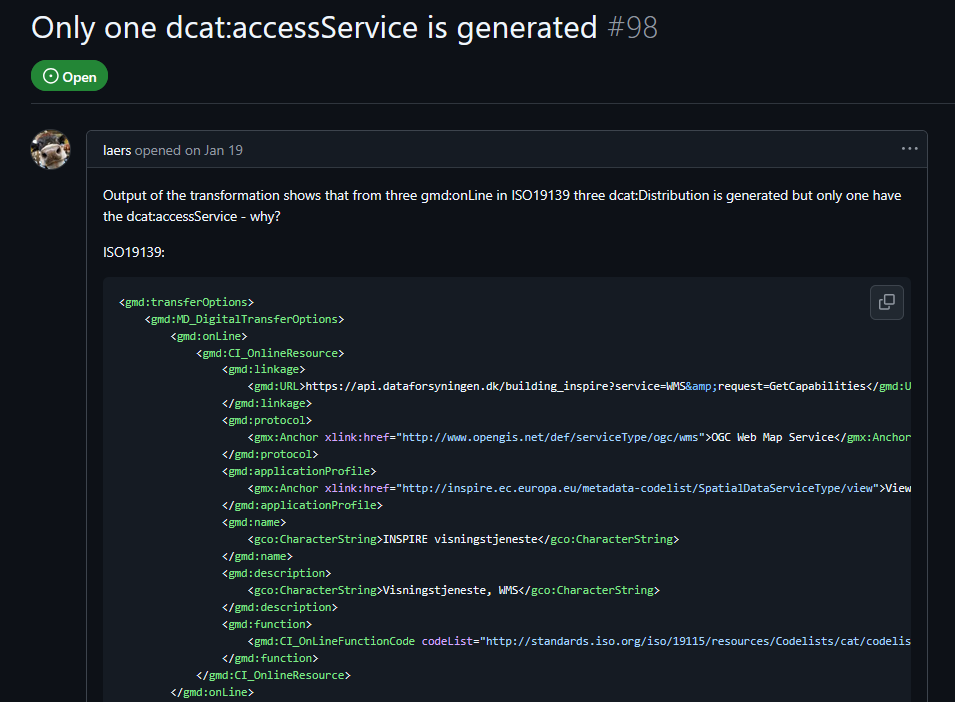 Only one dcat:accessService is generated #98
Open
laers opened on Jan 19
Output of the transformation shows that from three gmd:onLine in ISO19139 three dcat:Distribution is generated but only one have
the dcat:accessService - why?
ISO19139:
<gmd:transferOptions>
<gmd:MD_DigitalTransferOptions>
<gmd:onLine>
<gmd:CI_OnlineResource>
<gmd:linkage>
<gmd:URL>https://api.dataforsyningen.dk/building_inspire?service=WMS&amp;request=GetCapabilities</gmd:U
</gmd:linkage>
<gmd:protocol>
<gmx:Anchor xlink:href="http://www.opengis.net/def/serviceType/ogc/wms">OGC Web Map Service</gmx:Anchor
</gmd:protocol>
<gmd:applicationProfile>
<gmx:Anchor xlink:href="http://inspire.ec.europa.eu/metadata-codelist/SpatialDataServiceType/view">View
</gmd:applicationProfile>
<gmd:name>
<gco:CharacterString>INSPIRE visningstjeneste</gco:CharacterString>
</gmd:name>
<gmd:description>
<gco:CharacterString>Visningstjeneste, WMS</gco:CharacterString>
</gmd:description>
<gmd:function>
<gmd:CI_OnLineFunctionCode codeList="http://standards.iso.org/iso/19115/resources/Codelists/cat/codelis
</gmd:function>
</gmd:CI_OnlineResource>
</gmd:onLine>